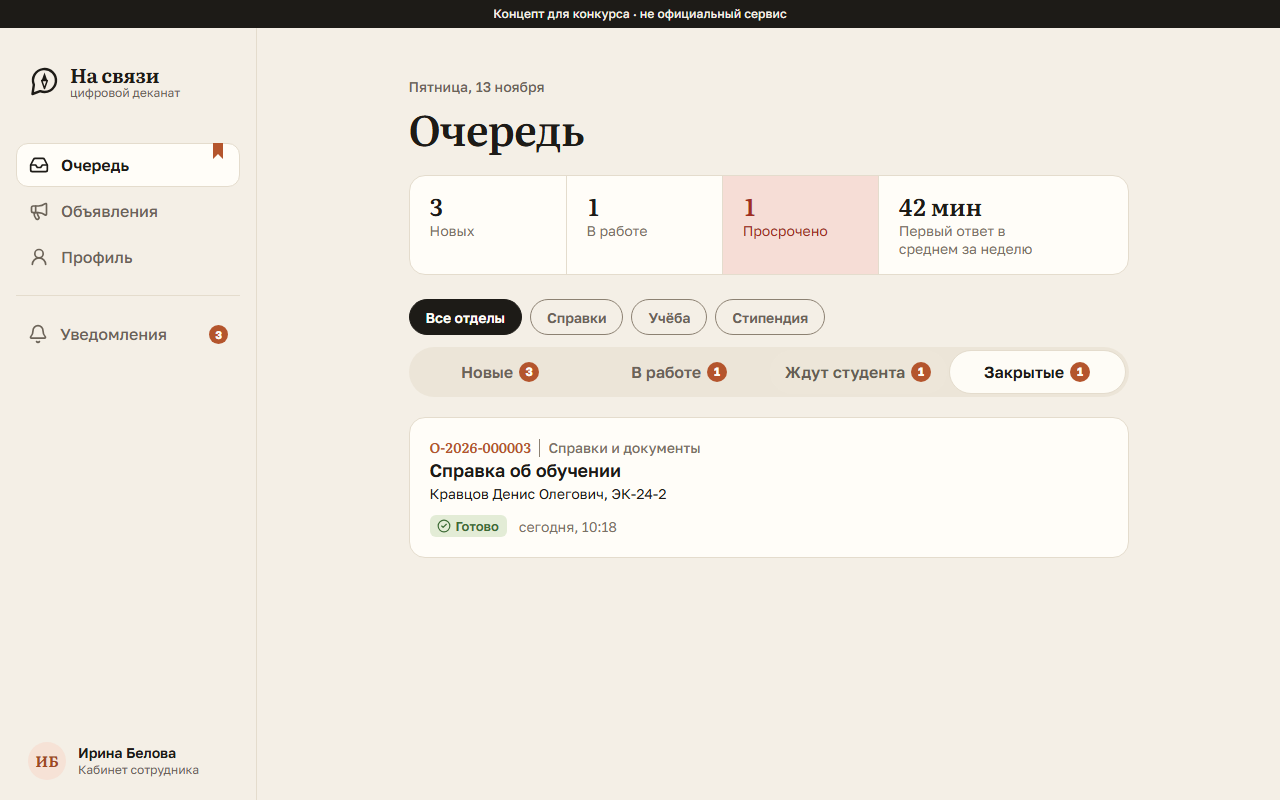 Концепт для конкурса · не официальный сервис
На связи
цифровой деканат
Очередь
Объявления
Профиль
Уведомления 3
Ирина Белова
ИБ
Кабинет сотрудника
Пятница, 13 ноября
Очередь
3
Новых
1
В работе
1
Просрочено
42 мин
Первый ответ в
среднем за неделю
Все отделы
Справки
Учёба
Стипендия
Новые 3
В работе 1
Ждут студента 1
Закрытые 1
О-2026-000003
Справки и документы
Справка об обучении
Кравцов Денис Олегович, ЭК-24-2
Готово
сегодня, 10:18